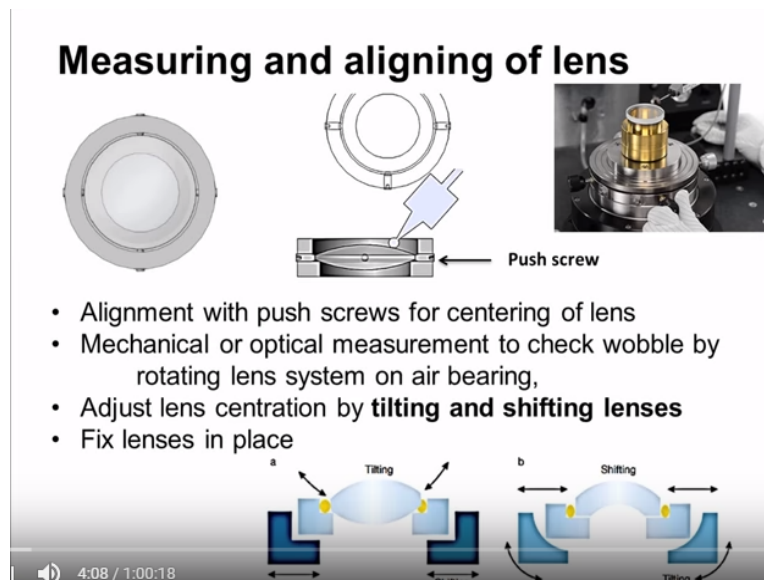 Measuring and aligning of lens
Push screw
• Alignment with push screws for centering of lens
• Mechanical or optical measurement to check wobble by
rotating lens system on air bearing,
• Adjust lens centration by tilting and shifting lenses
• Fix lenses in place
a
Tilting
b
Shifting
Tilting
4:08 / 1:00:18